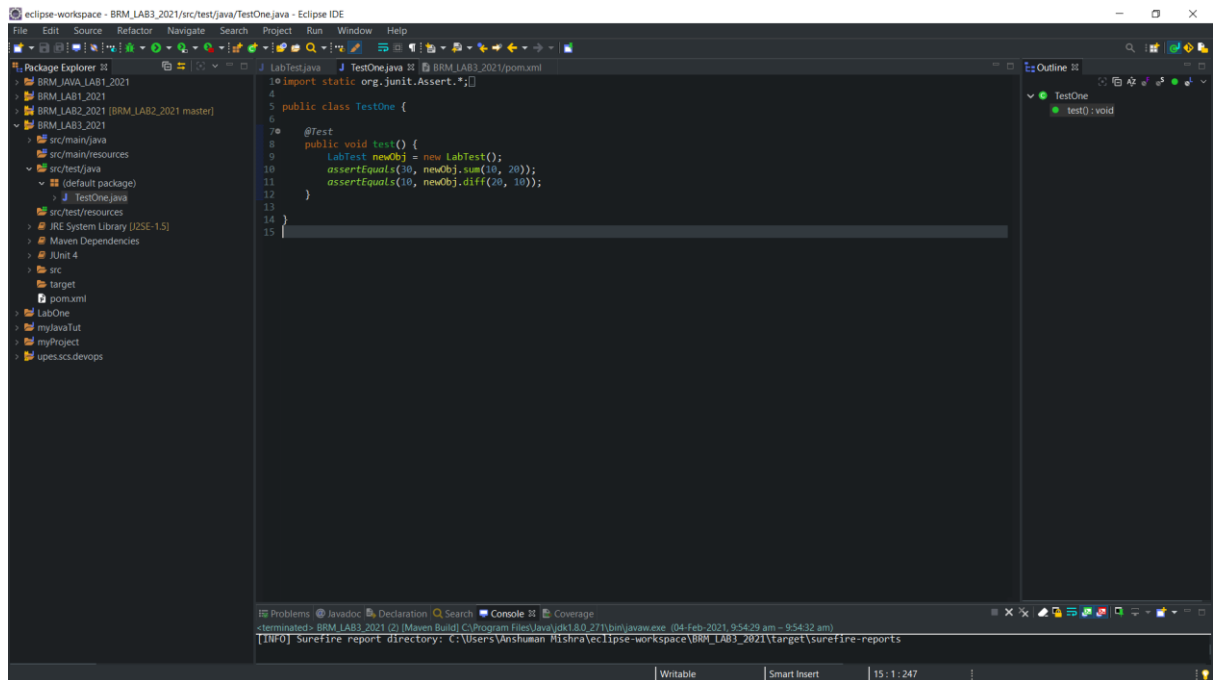 eclipse-workspace - BRM_LAB3_2021/src/test/java/TestOne.java - Eclipse IDE
File Edit Source Refactor Navigate Search Project Run Window Help
Package Explorer
BRM_JAVA_LAB1_2021
BRM_LAB1_2021
BRM_LAB2_2021 [BRM_LAB2_2021 master]
BRM_LAB3_2021
src/main/java
src/main/resources
src/test/java
(default package)
TestOne.java
src/test/resources
JRE System Library [J2SE-1.5]
Maven Dependencies
JUnit 4
src
target
pom.xml
LabOne
myJavaTut
myProject
upes.scs.devops
LabTest.java TestOne.java BRM_LAB3_2021/pom.xml
1 import static org.junit.Assert.*;
4
5 public class TestOne {
6
7 @Test
8 public void test() {
9 LabTest newObj = new LabTest();
10 assertEquals(30, newObj.sum(10, 20));
11 assertEquals(10, newObj.diff(20, 10));
12 }
13
14 }
15
Outline
TestOne
test() : void
Problems Javadoc Declaration Search Console Coverage
<terminated> BRM_LAB3_2021 (2) [Maven Build] C:\Program Files\Java\jdk1.8.0_271\bin\javaw.exe (04-Feb-2021, 9:54:29 am – 9:54:32 am)
[INFO] Surefire report directory: C:\Users\Anshuman Mishra\eclipse-workspace\BRM_LAB3_2021\target\surefire-reports
Writable Smart Insert 15 : 1 : 247